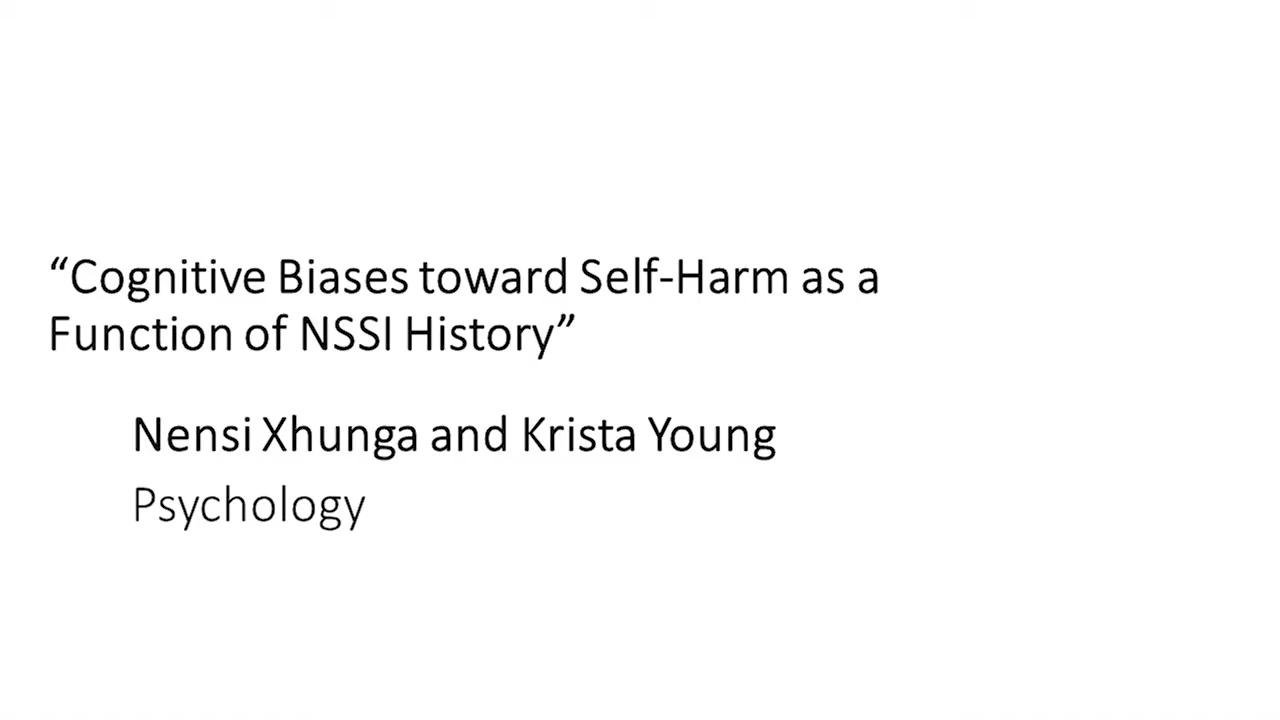 “Cognitive Biases toward Self-Harm as a
Function of NSSI History”
Nensi Xhunga and Krista Young
Psychology